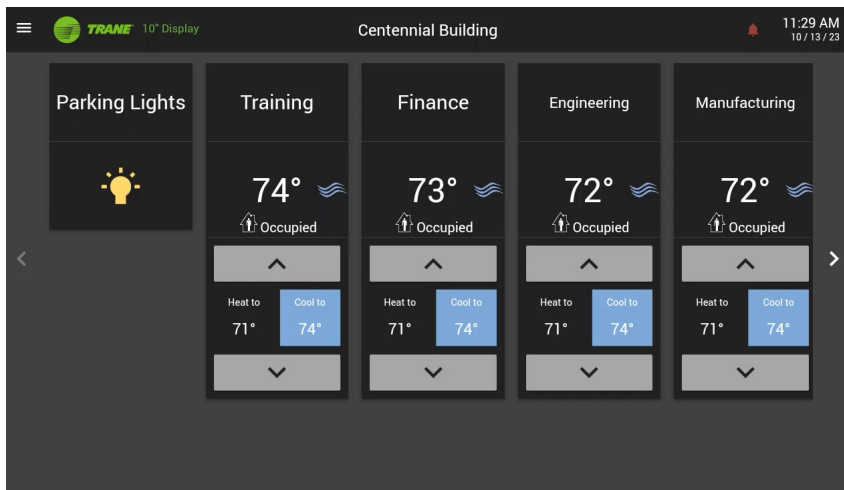 TRANE 10" Display
Centennial Building
11:29 AM
10 / 13 / 23
Parking Lights
Training
74°
Occupied
Heat to
Cool to
71°
74°
Finance
73°
Occupied
Heat to
Cool to
71°
74°
Engineering
72°
Occupied
Heat to
Cool to
71°
74°
Manufacturing
72°
Occupied
Heat to
Cool to
71°
74°